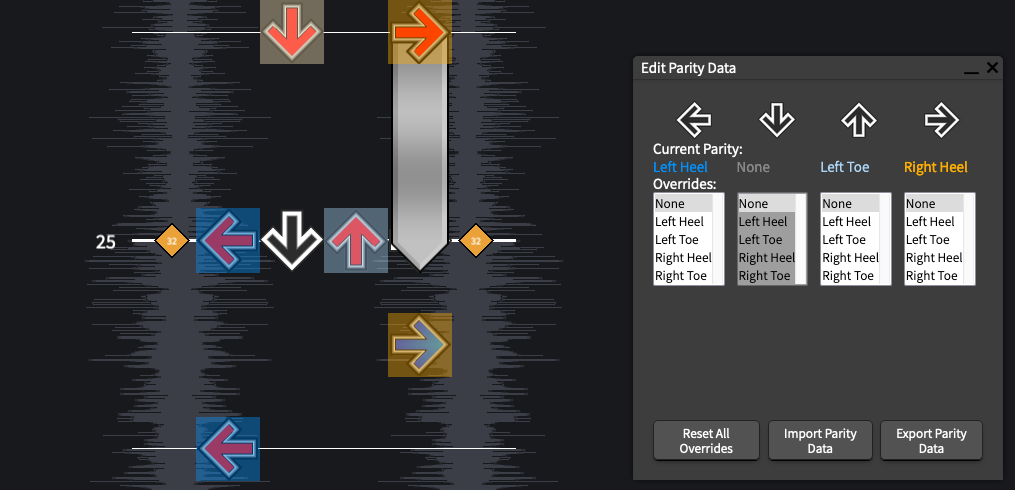 Edit Parity Data
Current Parity:
Left Heel None Left Toe Right Heel
Overrides:
None None None None
Left Heel Left Heel Left Heel Left Heel
Left Toe Left Toe Left Toe Left Toe
Right Heel Right Heel Right Heel Right Heel
Right Toe Right Toe Right Toe Right Toe
25 32 32
Reset All Overrides Import Parity Data Export Parity Data